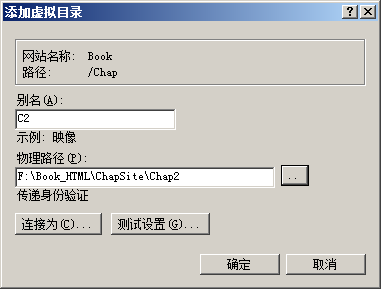 添加虚拟目录
网站名称: Book
路径: /Chap
别名(A):
C2
示例: 映像
物理路径(P):
F:\Book_HTML\ChapSite\Chap2
..
传递身份验证
连接为(C)... 测试设置(G)...
确定 取消